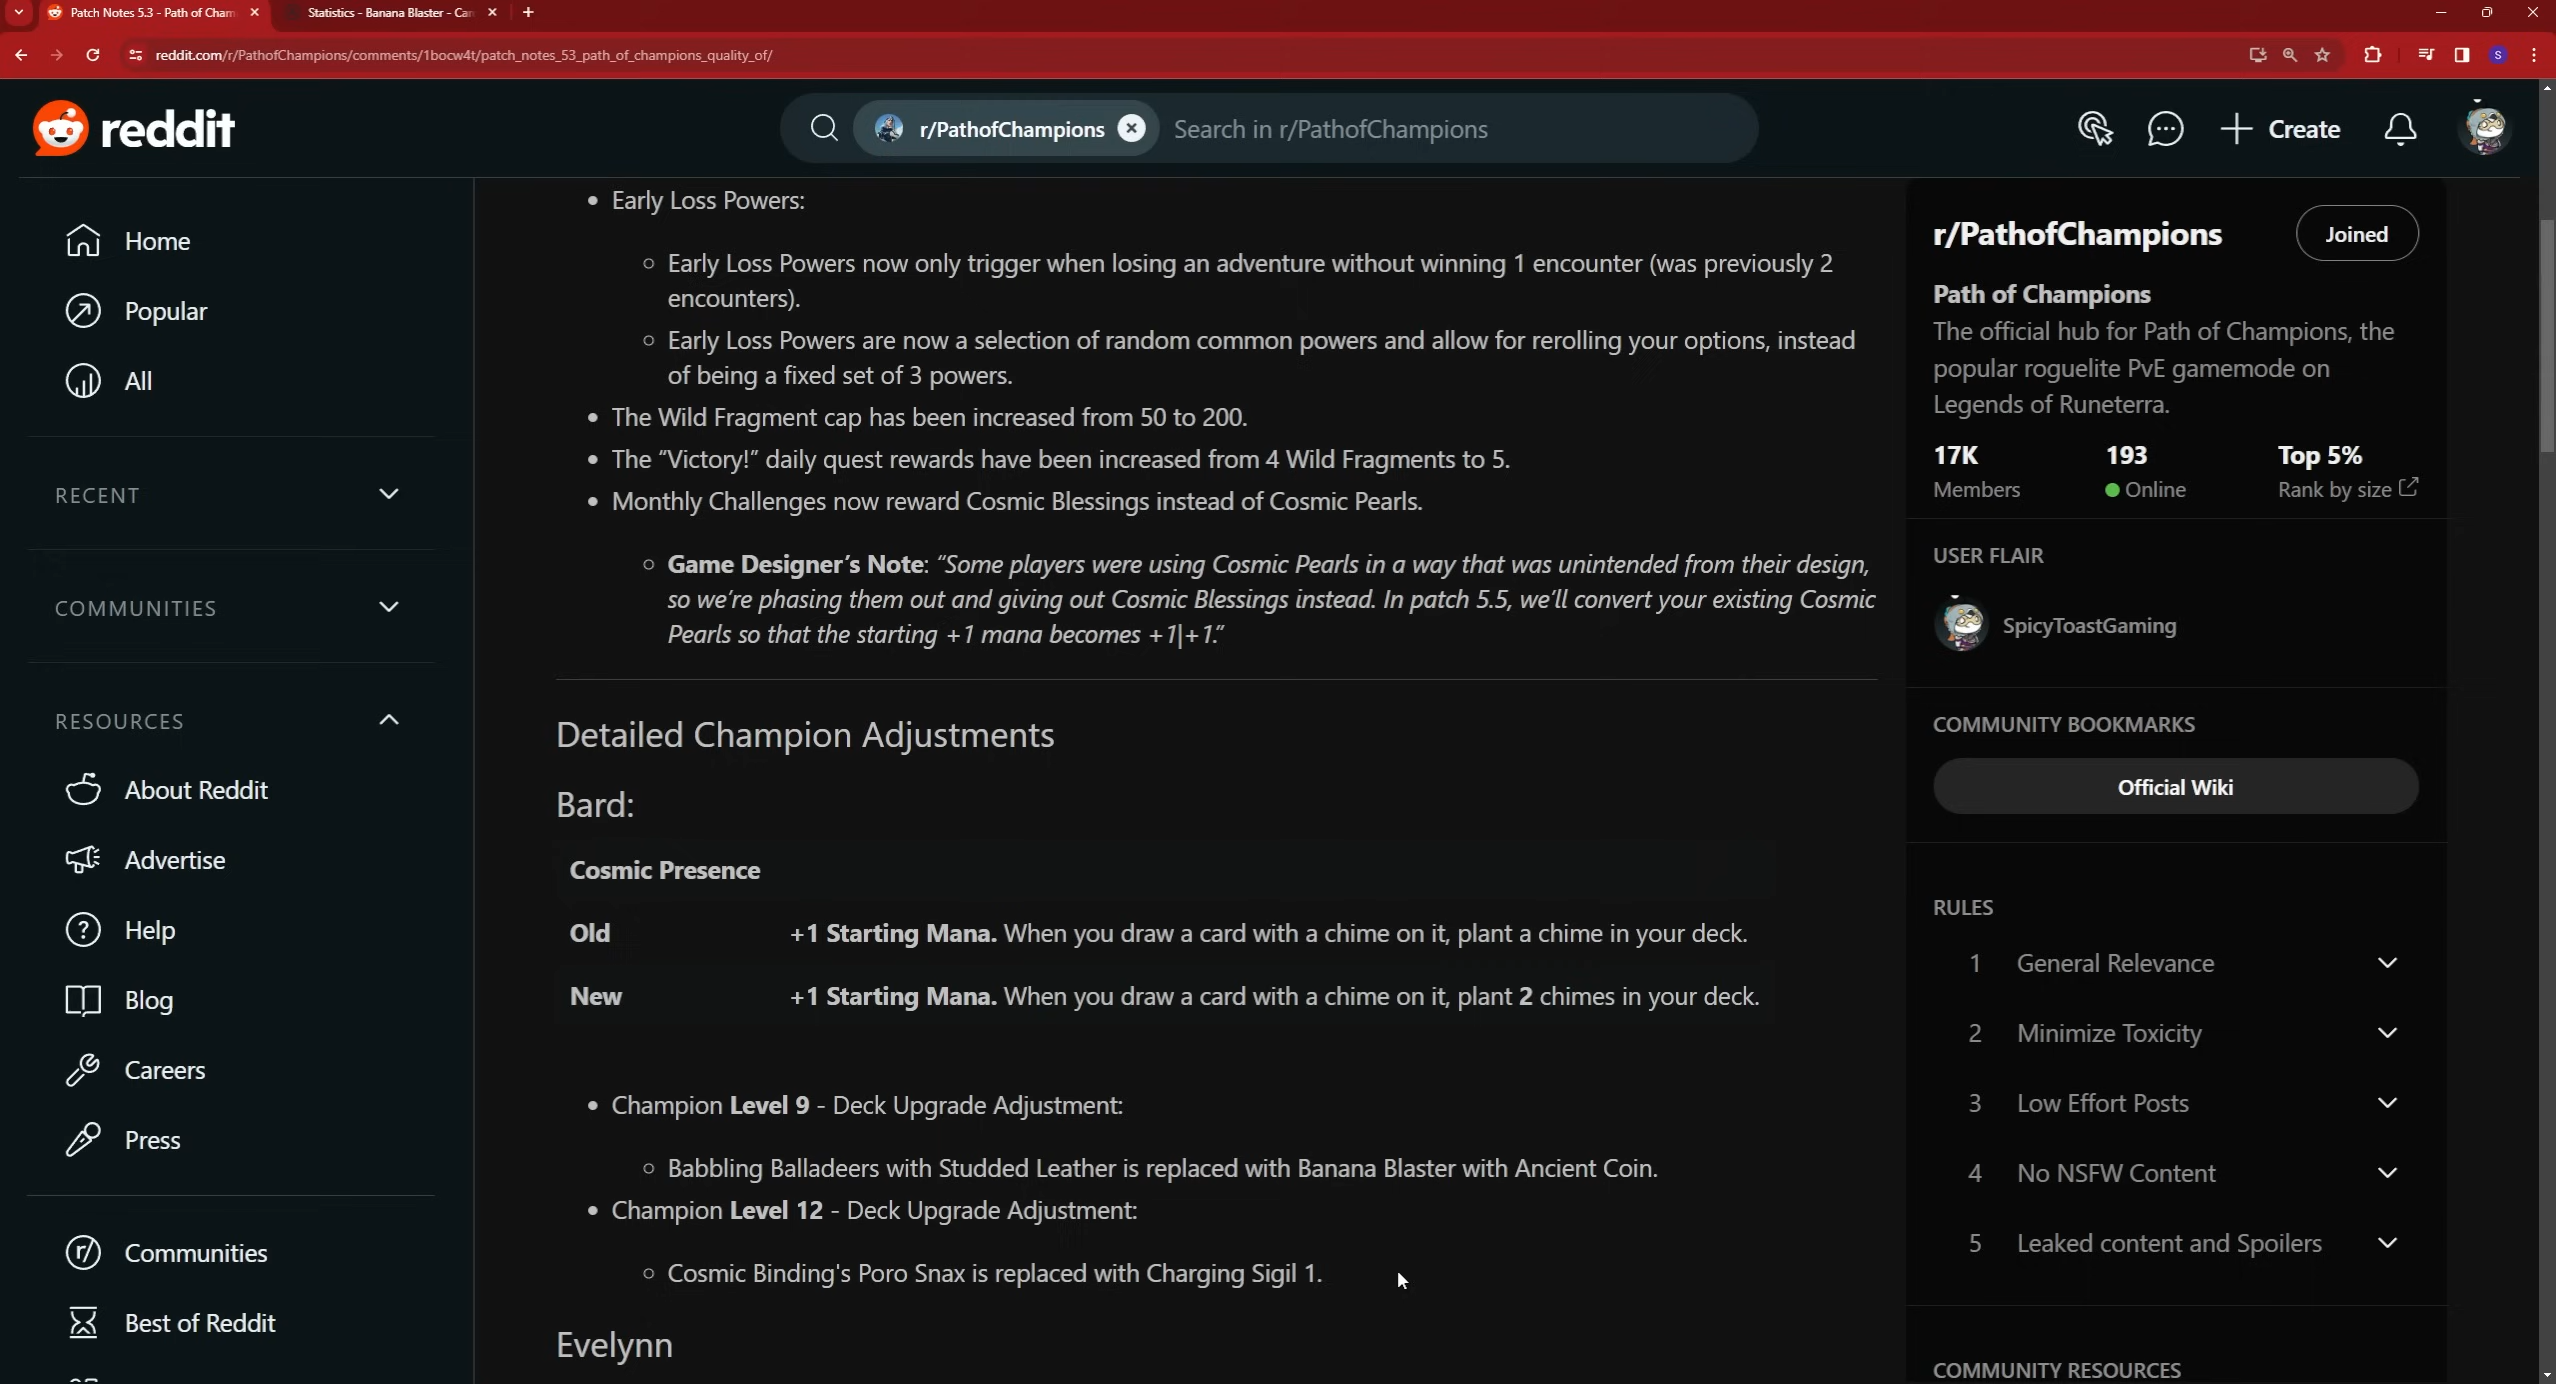 Patch Notes 5.3 - Path of Cham
Statistics - Banana Blaster - Car
reddit.com/r/PathofChampions/comments/1bocw4t/patch_notes_53_path_of_champions_quality_of/
S
reddit
r/PathofChampions
Search in r/PathofChampions
Create
Home
Popular
All
RECENT
COMMUNITIES
RESOURCES
About Reddit
Advertise
Help
Blog
Careers
Press
Communities
Best of Reddit
• Early Loss Powers:
○ Early Loss Powers now only trigger when losing an adventure without winning 1 encounter (was previously 2
encounters).
○ Early Loss Powers are now a selection of random common powers and allow for rerolling your options, instead
of being a fixed set of 3 powers.
• The Wild Fragment cap has been increased from 50 to 200.
• The “Victory!” daily quest rewards have been increased from 4 Wild Fragments to 5.
• Monthly Challenges now reward Cosmic Blessings instead of Cosmic Pearls.
○ Game Designer’s Note: “Some players were using Cosmic Pearls in a way that was unintended from their design,
so we’re phasing them out and giving out Cosmic Blessings instead. In patch 5.5, we’ll convert your existing Cosmic
Pearls so that the starting +1 mana becomes +1|+1.”
Detailed Champion Adjustments
Bard:
Cosmic Presence
Old +1 Starting Mana. When you draw a card with a chime on it, plant a chime in your deck.
New +1 Starting Mana. When you draw a card with a chime on it, plant 2 chimes in your deck.
• Champion Level 9 - Deck Upgrade Adjustment:
○ Babbling Balladeers with Studded Leather is replaced with Banana Blaster with Ancient Coin.
• Champion Level 12 - Deck Upgrade Adjustment:
○ Cosmic Binding's Poro Snax is replaced with Charging Sigil 1.
Evelynn
r/PathofChampions
Joined
Path of Champions
The official hub for Path of Champions, the
popular roguelite PvE gamemode on
Legends of Runeterra.
17K 193 Top 5%
Members Online Rank by size
USER FLAIR
SpicyToastGaming
COMMUNITY BOOKMARKS
Official Wiki
RULES
1 General Relevance
2 Minimize Toxicity
3 Low Effort Posts
4 No NSFW Content
5 Leaked content and Spoilers
COMMUNITY RESOURCES